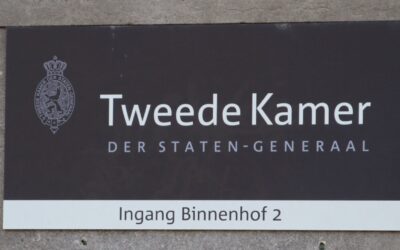 Tweede Kamer
DER STATEN-GENERAAL
Ingang Binnenhof 2